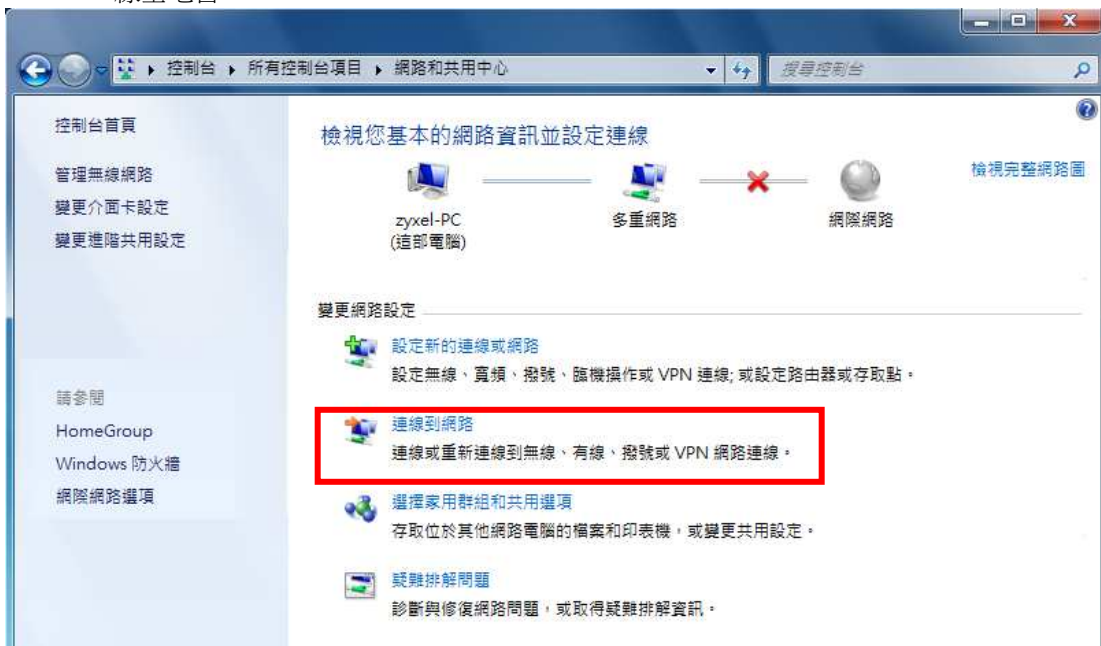 控制台 ▸ 所有控制台項目 ▸ 網路和共用中心
搜尋控制台
控制台首頁
管理無線網路
變更介面卡設定
變更進階共用設定
請參閱
HomeGroup
Windows 防火牆
網際網路選項
檢視您基本的網路資訊並設定連線
檢視完整網路圖
zyxel-PC
(這部電腦)
多重網路
網際網路
變更網路設定
設定新的連線或網路
設定無線、寬頻、撥號、臨機操作或 VPN 連線; 或設定路由器或存取點。
連線到網路
連線或重新連線到無線、有線、撥號或 VPN 網路連線。
選擇家用群組和共用選項
存取位於其他網路電腦的檔案和印表機，或變更共用設定。
疑難排解問題
診斷與修復網路問題，或取得疑難排解資訊。